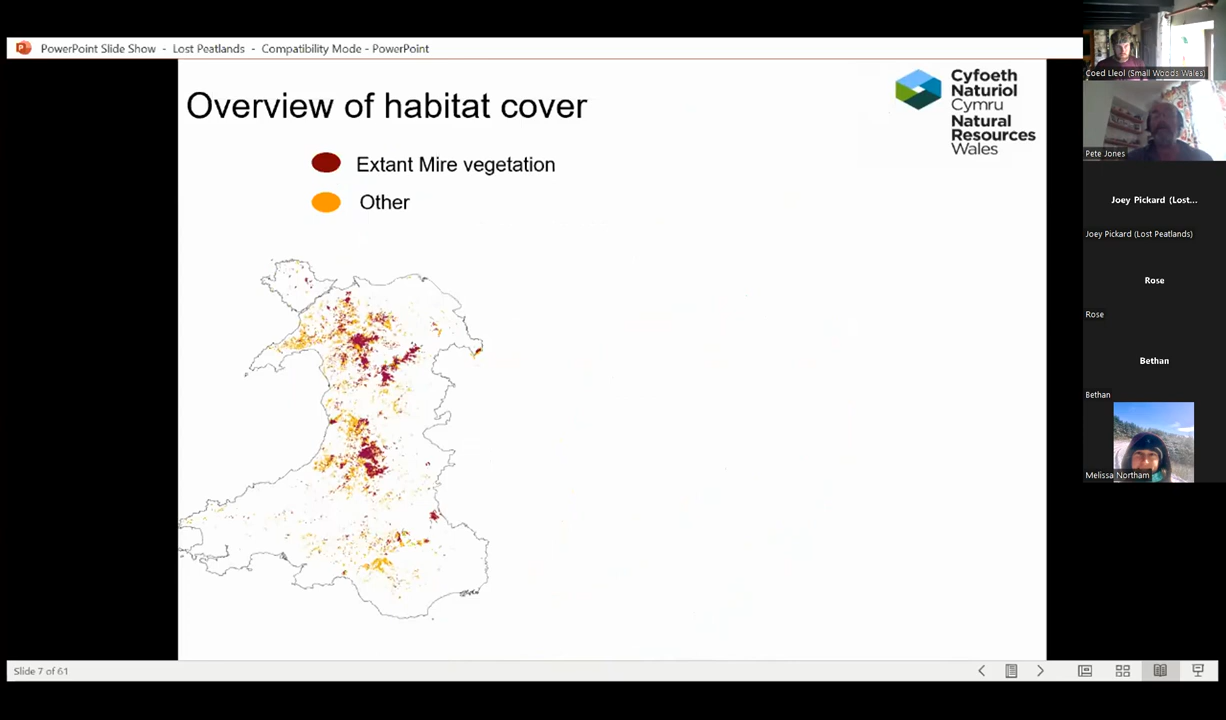 PowerPoint Slide Show - Lost Peatlands - Compatibility Mode - PowerPoint
Overview of habitat cover
Extant Mire vegetation
Other
Cyfoeth
Naturiol
Cymru
Natural
Resources
Wales
Coed Lleol (Small Woods Wales)
Pete Jones
Joey Pickard (Lost...
Joey Pickard (Lost Peatlands)
Rose
Rose
Bethan
Bethan
Melissa Northam
Slide 7 of 61